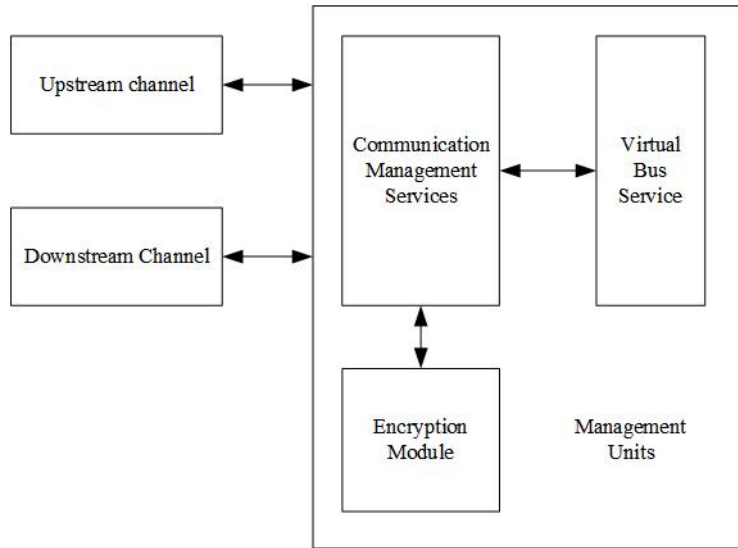 Upstream channel
Downstream Channel
Communication
Management
Services
Virtual
Bus
Service
Encryption
Module
Management
Units